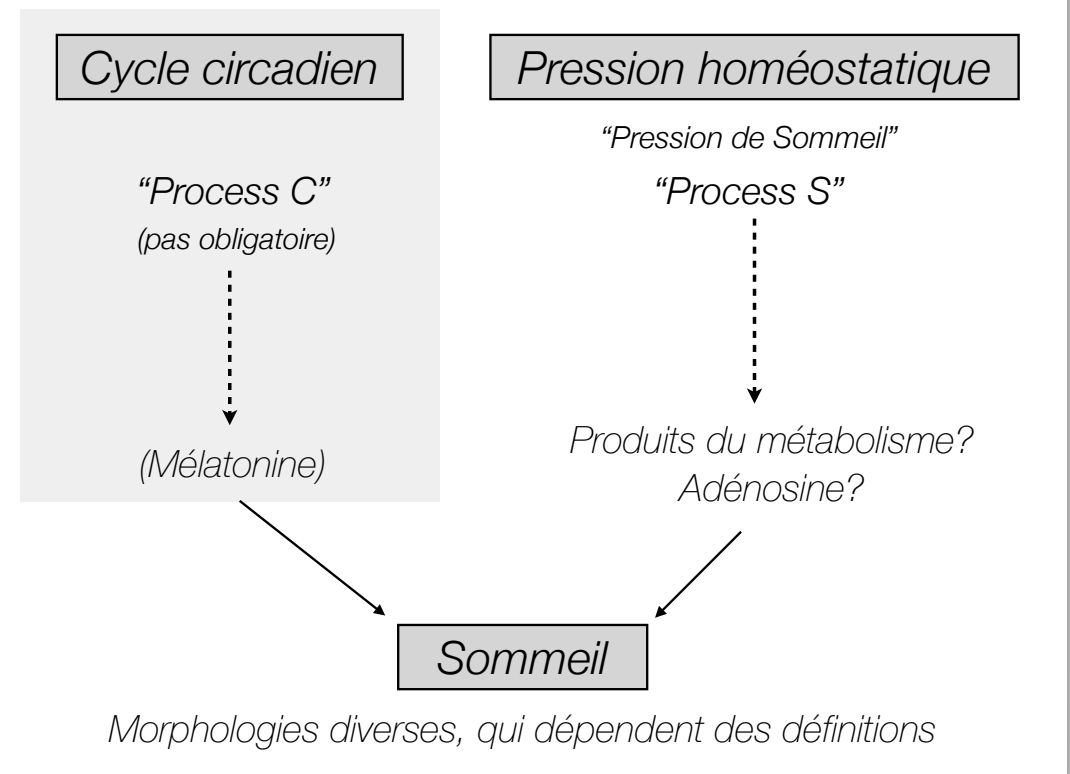 Cycle circadien
“Process C”
(pas obligatoire)
(Mélatonine)
Pression homéostatique
“Pression de Sommeil”
“Process S”
Produits du métabolisme?
Adénosine?
Sommeil
Morphologies diverses, qui dépendent des définitions